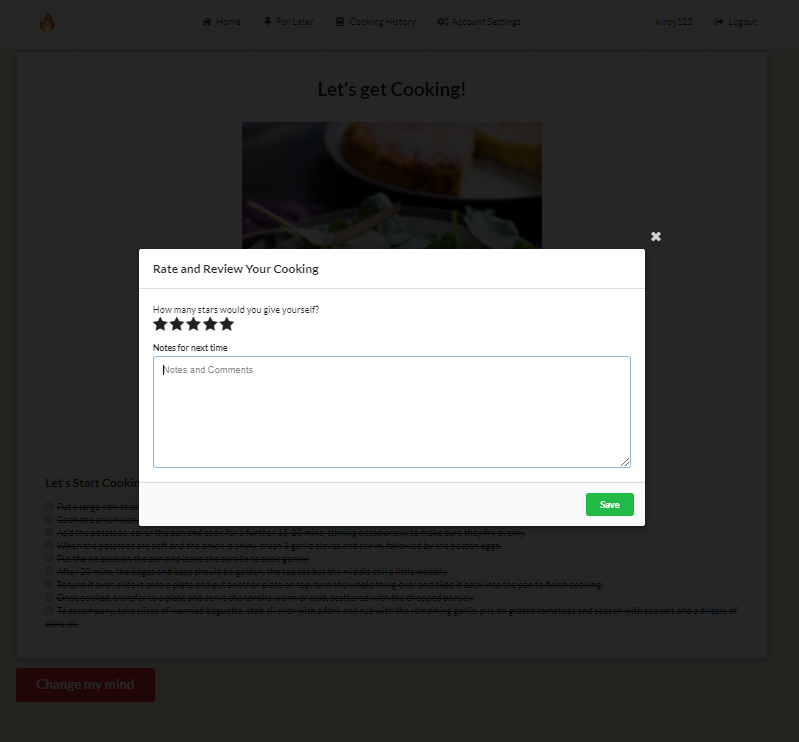 Home
For Later
Cooking History
Account Settings
kirby123
Logout
Let's get Cooking!
Rate and Review Your Cooking
How many stars would you give yourself?
Notes for next time
Notes and Comments
Save
Let's Start Cookin
Put a large non-stick
Cook the onion slow
Add the potatoes, cover the pan and cook for a further 15-20 mins, stirring occasionally to make sure they fry evenly.
When the potatoes are soft and the onion is shiny, crush 2 garlic cloves and stir in, followed by the beaten eggs.
Put the lid back on the pan and leave the tortilla to cook gently.
After 20 mins, the edges and base should be golden, the top set but the middle still a little wobbly.
To turn it over, slide it onto a plate and put another plate on top, turn the whole thing over and slide it back into the pan to finish cooking.
Once cooked, transfer to a plate and serve the tortilla warm or cold, scattered with the chopped parsley.
To accompany, take slices of warmed baguette, stab all over with a fork and rub with the remaining garlic, pile on grated tomatoes and season with sea salt and a drizzle of
olive oil.
Change my mind